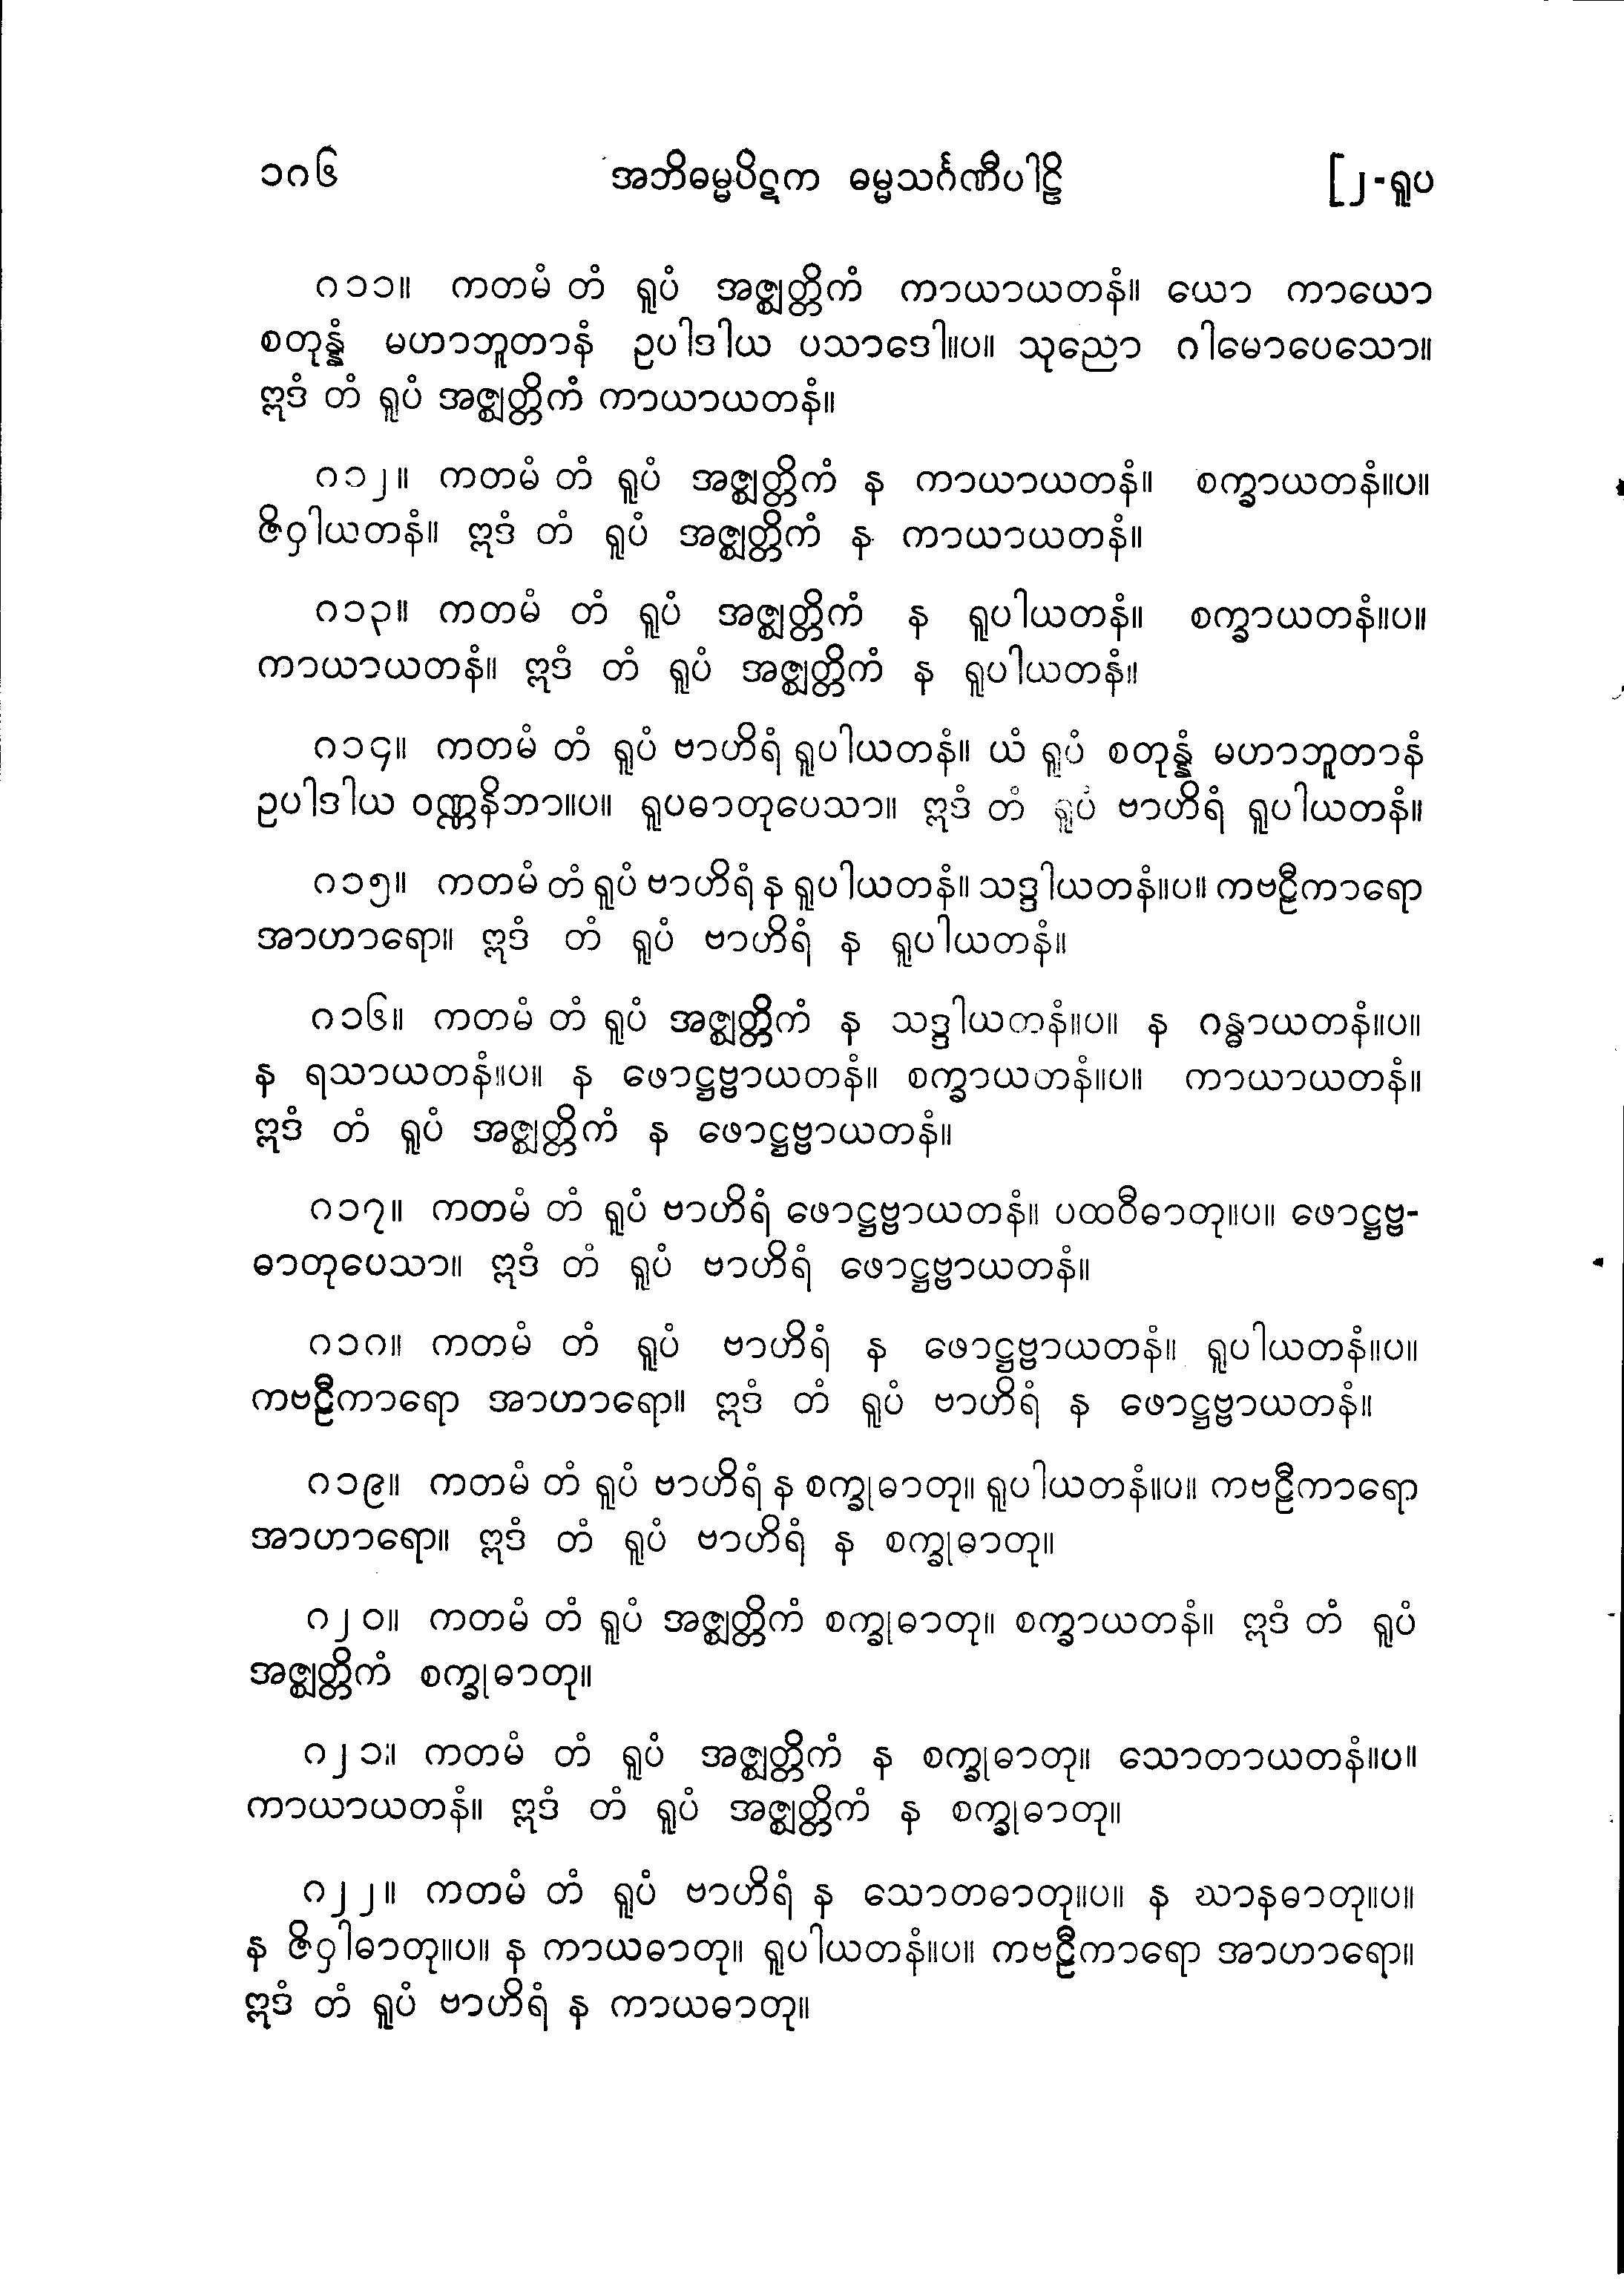 ၁၈၆ အဘိဓမ္မပိဋက ဓမ္မသင်္ဂဏီပါဠိ [၂-ရူပ
၈၁၁။ ကတမံ တံ ရူပံ အဇ္ဈတ္တိကံ ကာယာယတနံ။ ယော ကာယော
စတုန္နံ မဟာဘူတာနံ ဥပါဒါယ ပသာဒေါ။ပ။ သုညော ဂါမောပေသော။
ဣဒံ တံ ရူပံ အဇ္ဈတ္တိကံ ကာယာယတနံ။
၈၁၂။ ကတမံ တံ ရူပံ အဇ္ဈတ္တိကံ န ကာယာယတနံ။ စက္ခာယတနံ။ပ။
ဇိဝှါယတနံ။ ဣဒံ တံ ရူပံ အဇ္ဈတ္တိကံ န ကာယာယတနံ။
၈၁၃။ ကတမံ တံ ရူပံ အဇ္ဈတ္တိကံ န ရူပါယတနံ။ စက္ခာယတနံ။ပ။
ကာယာယတနံ။ ဣဒံ တံ ရူပံ အဇ္ဈတ္တိကံ န ရူပါယတနံ။
၈၁၄။ ကတမံ တံ ရူပံ ဗာဟိရံ ရူပါယတနံ။ ယံ ရူပံ စတုန္နံ မဟာဘူတာနံ
ဥပါဒါယ ဝဏ္ဏနိဘာ။ပ။ ရူပဓာတုပေသာ။ ဣဒံ တံ ရူပံ ဗာဟိရံ ရူပါယတနံ။
၈၁၅။ ကတမံ တံ ရူပံ ဗာဟိရံ န ရူပါယတနံ။ သဒ္ဒါယတနံ။ပ။ ကဗဠီကာရော
အာဟာရော။ ဣဒံ တံ ရူပံ ဗာဟိရံ န ရူပါယတနံ။
၈၁၆။ ကတမံ တံ ရူပံ အဇ္ဈတ္တိကံ န သဒ္ဒါယတနံ။ပ။ န ဂန္ဓာယတနံ။ပ။
န ရသာယတနံ။ပ။ န ဖောဋ္ဌဗ္ဗာယတနံ။ စက္ခာယတနံ။ပ။ ကာယာယတနံ။
ဣဒံ တံ ရူပံ အဇ္ဈတ္တိကံ န ဖောဋ္ဌဗ္ဗာယတနံ။
၈၁၇။ ကတမံ တံ ရူပံ ဗာဟိရံ ဖောဋ္ဌဗ္ဗာယတနံ။ ပထဝီဓာတု။ပ။ ဖောဋ္ဌဗ္ဗ-
ဓာတုပေသာ။ ဣဒံ တံ ရူပံ ဗာဟိရံ ဖောဋ္ဌဗ္ဗာယတနံ။
၈၁၈။ ကတမံ တံ ရူပံ ဗာဟိရံ န ဖောဋ္ဌဗ္ဗာယတနံ။ ရူပါယတနံ။ပ။
ကဗဠီကာရော အာဟာရော။ ဣဒံ တံ ရူပံ ဗာဟိရံ န ဖောဋ္ဌဗ္ဗာယတနံ။
၈၁၉။ ကတမံ တံ ရူပံ ဗာဟိရံ န စက္ခုဓာတု။ ရူပါယတနံ။ပ။ ကဗဠီကာရော
အာဟာရော။ ဣဒံ တံ ရူပံ ဗာဟိရံ န စက္ခုဓာတု။
၈၂၀။ ကတမံ တံ ရူပံ အဇ္ဈတ္တိကံ စက္ခုဓာတု။ စက္ခာယတနံ။ ဣဒံ တံ ရူပံ
အဇ္ဈတ္တိကံ စက္ခုဓာတု။
၈၂၁။ ကတမံ တံ ရူပံ အဇ္ဈတ္တိကံ န စက္ခုဓာတု။ သောတာယတနံ။ပ။
ကာယာယတနံ။ ဣဒံ တံ ရူပံ အဇ္ဈတ္တိကံ န စက္ခုဓာတု။
၈၂၂။ ကတမံ တံ ရူပံ ဗာဟိရံ န သောတဓာတု။ပ။ န ဃာနဓာတု။ပ။
န ဇိဝှါဓာတု။ပ။ န ကာယဓာတု။ ရူပါယတနံ။ပ။ ကဗဠီကာရော အာဟာရော။
ဣဒံ တံ ရူပံ ဗာဟိရံ န ကာယဓာတု။